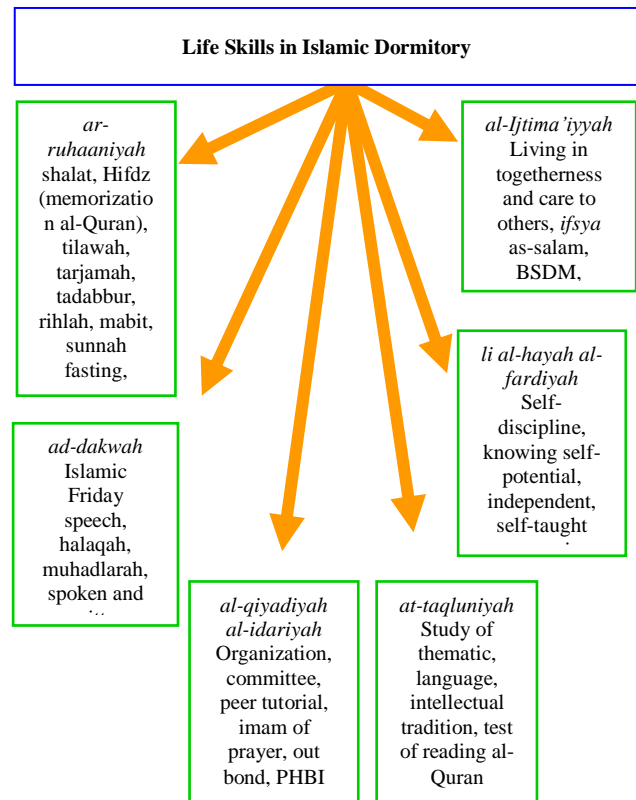 Life Skills in Islamic Dormitory
ar-
ruhaaniyah
shalat, Hifdz
(memorizatio
n al-Quran),
tilawah,
tarjamah,
tadabbur,
rihlah, mabit,
sunnah
fasting,
al-Ijtima’iyyah
Living in
togetherness
and care to
others, ifsya
as-salam,
BSDM,
li al-hayah al-
fardiyah
Self-
discipline,
knowing self-
potential,
independent,
self-taught
ad-dakwah
Islamic
Friday
speech,
halaqah,
muhadlarah,
spoken and
al-qiyadiyah
al-idariyah
Organization,
committee,
peer tutorial,
imam of
prayer, out
bond, PHBI
at-taqluniyah
Study of
thematic,
language,
intellectual
tradition, test
of reading al-
Quran